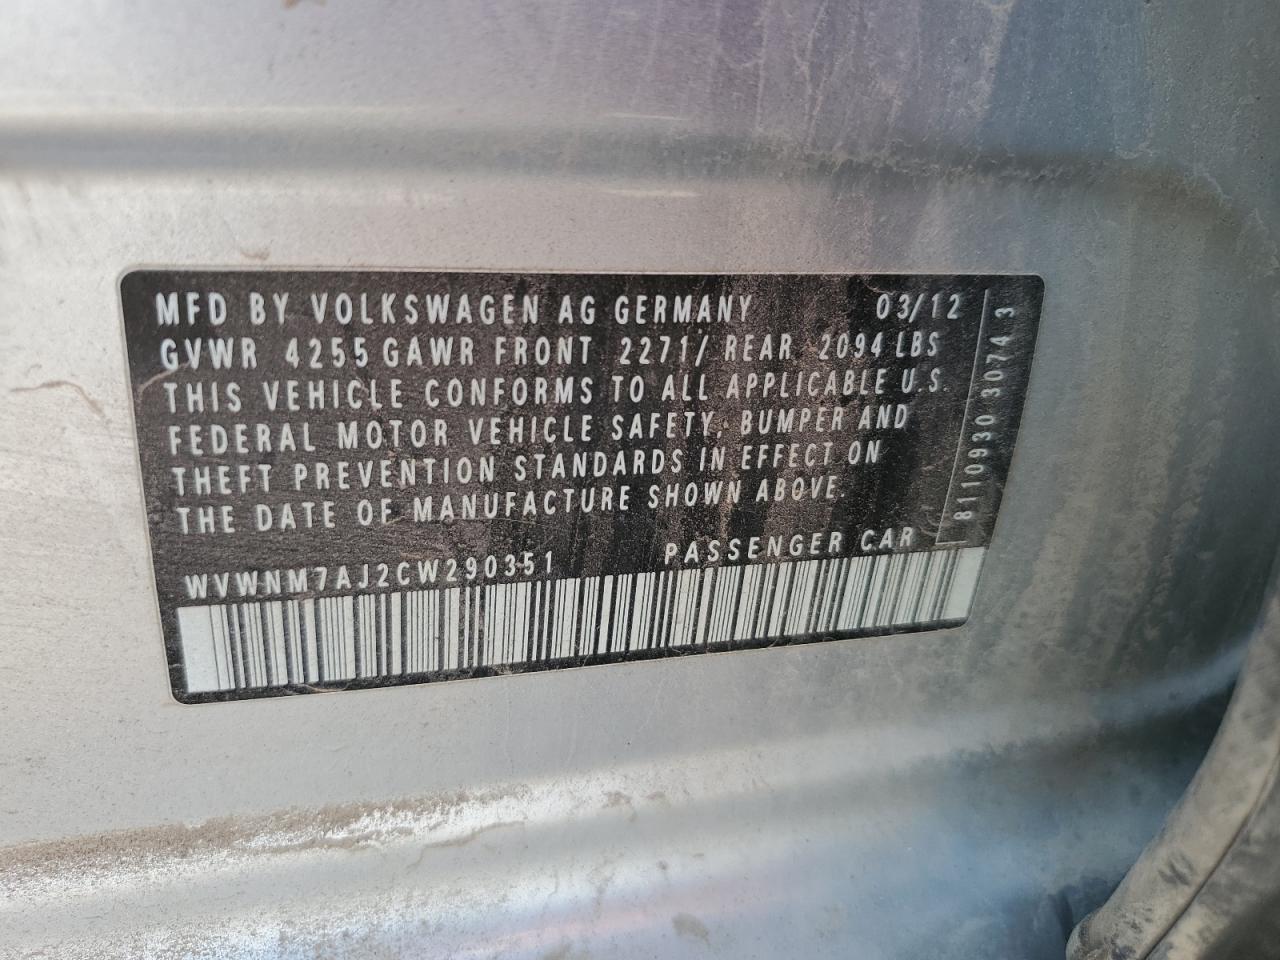 MFD BY VOLKSWAGEN AG GERMANY 03/12
GVWR 4255 GAWR FRONT 2271/ REAR 2094 LBS
THIS VEHICLE CONFORMS TO ALL APPLICABLE U.S.
FEDERAL MOTOR VEHICLE SAFETY, BUMPER AND
THEFT PREVENTION STANDARDS IN EFFECT ON
THE DATE OF MANUFACTURE SHOWN ABOVE.
WVWNM7AJ2CW290351 PASSENGER CAR
8110930 3074 3